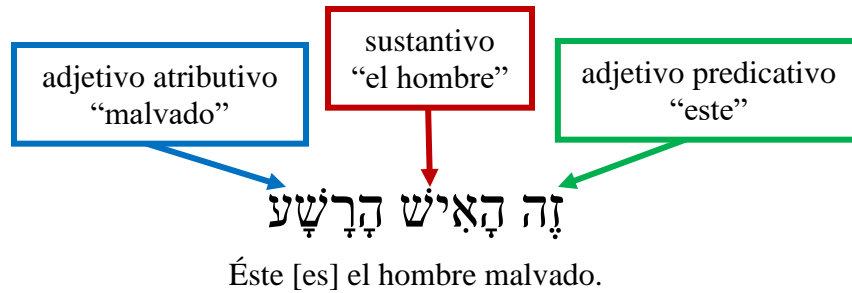 adjetivo atributivo
“malvado”
sustantivo
“el hombre”
adjetivo predicativo
“este”
זֶה הָאִישׁ הָרָשָׁע
Éste [es] el hombre malvado.